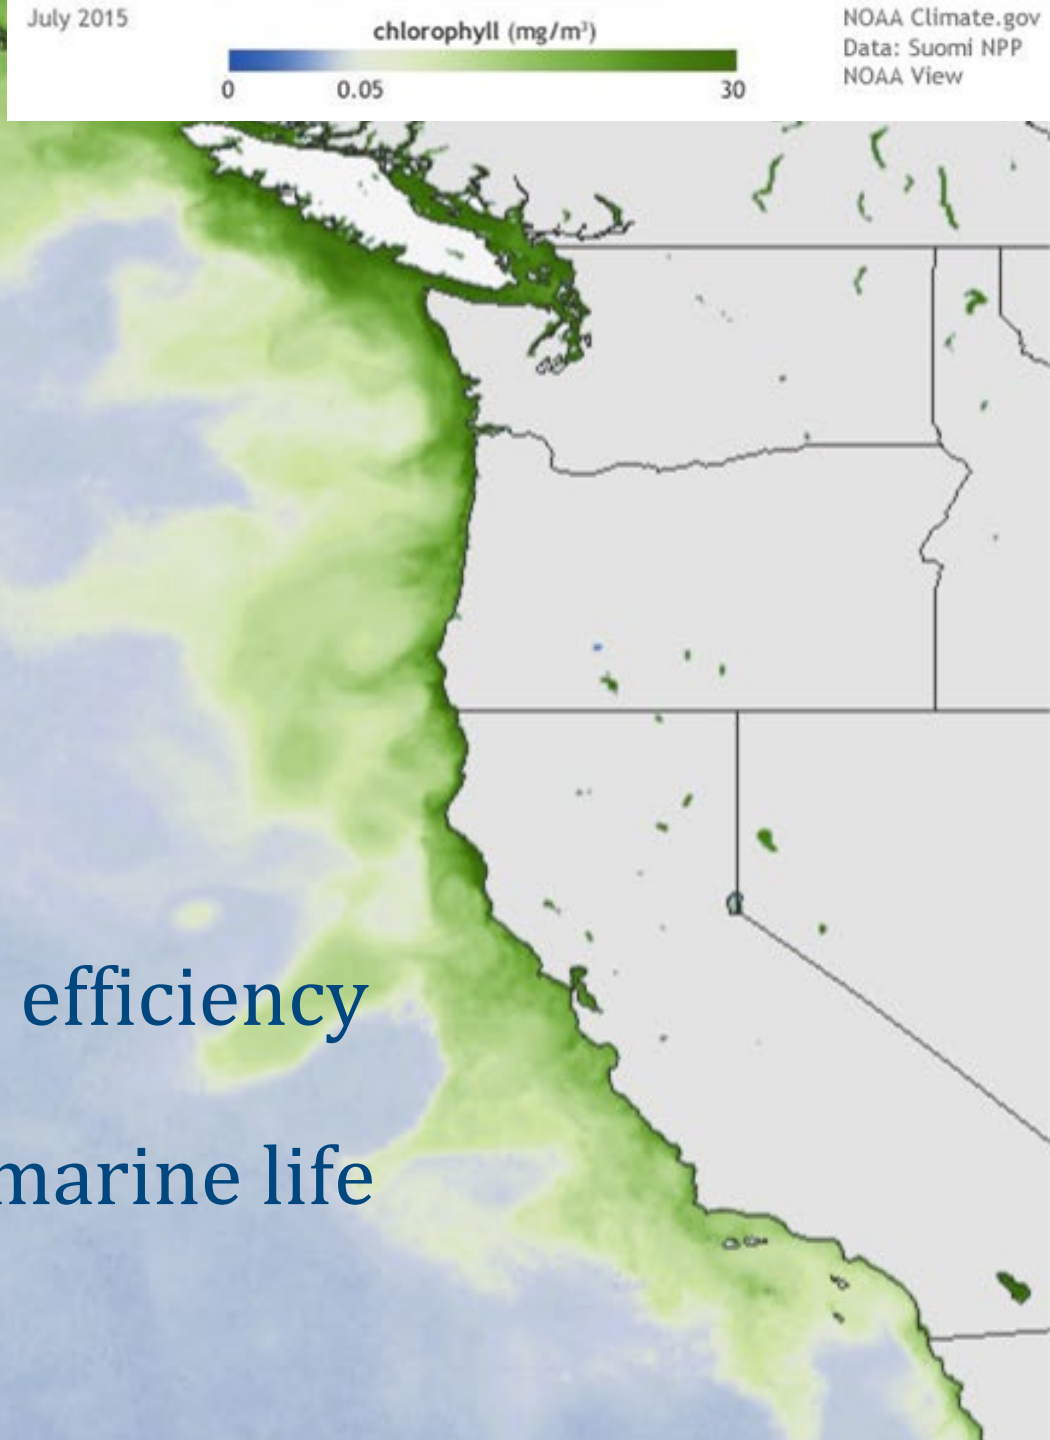 July 2015
chlorophyll (mg/m³)
0 0.05 30
NOAA Climate.gov
Data: Suomi NPP
NOAA View
efficiency
marine life